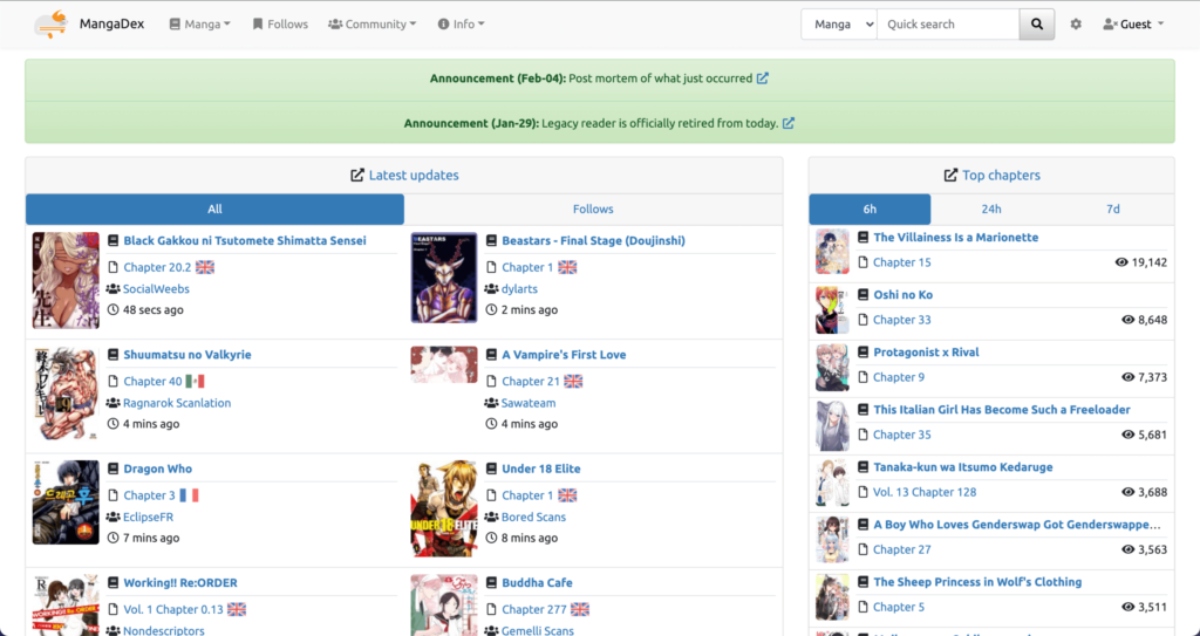 MangaDex Manga Follows Community Info Manga Quick search Guest
Announcement (Feb-04): Post mortem of what just occurred
Announcement (Jan-29): Legacy reader is officially retired from today.
Latest updates
All Follows
Black Gakkou ni Tsutomete Shimatta Sensei
Chapter 20.2
SocialWeebs
48 secs ago
Beastars - Final Stage (Doujinshi)
Chapter 1
dylarts
2 mins ago
Shuumatsu no Valkyrie
Chapter 40
Ragnarok Scanlation
4 mins ago
A Vampire's First Love
Chapter 21
Sawateam
4 mins ago
Dragon Who
Chapter 3
EclipseFR
7 mins ago
Under 18 Elite
Chapter 1
Bored Scans
8 mins ago
UNDER 18 ELITE
Working!! Re:ORDER
Vol. 1 Chapter 0.13
Nondescriptors
Buddha Cafe
Chapter 277
Gemelli Scans
Top chapters
6h 24h 7d
The Villainess Is a Marionette
Chapter 15 19,142
Oshi no Ko
Chapter 33 8,648
Protagonist x Rival
Chapter 9 7,373
This Italian Girl Has Become Such a Freeloader
Chapter 35 5,681
Tanaka-kun wa Itsumo Kedaruge
Vol. 13 Chapter 128 3,688
A Boy Who Loves Genderswap Got Genderswappe...
Chapter 27 3,563
The Sheep Princess in Wolf's Clothing
Chapter 5 3,511